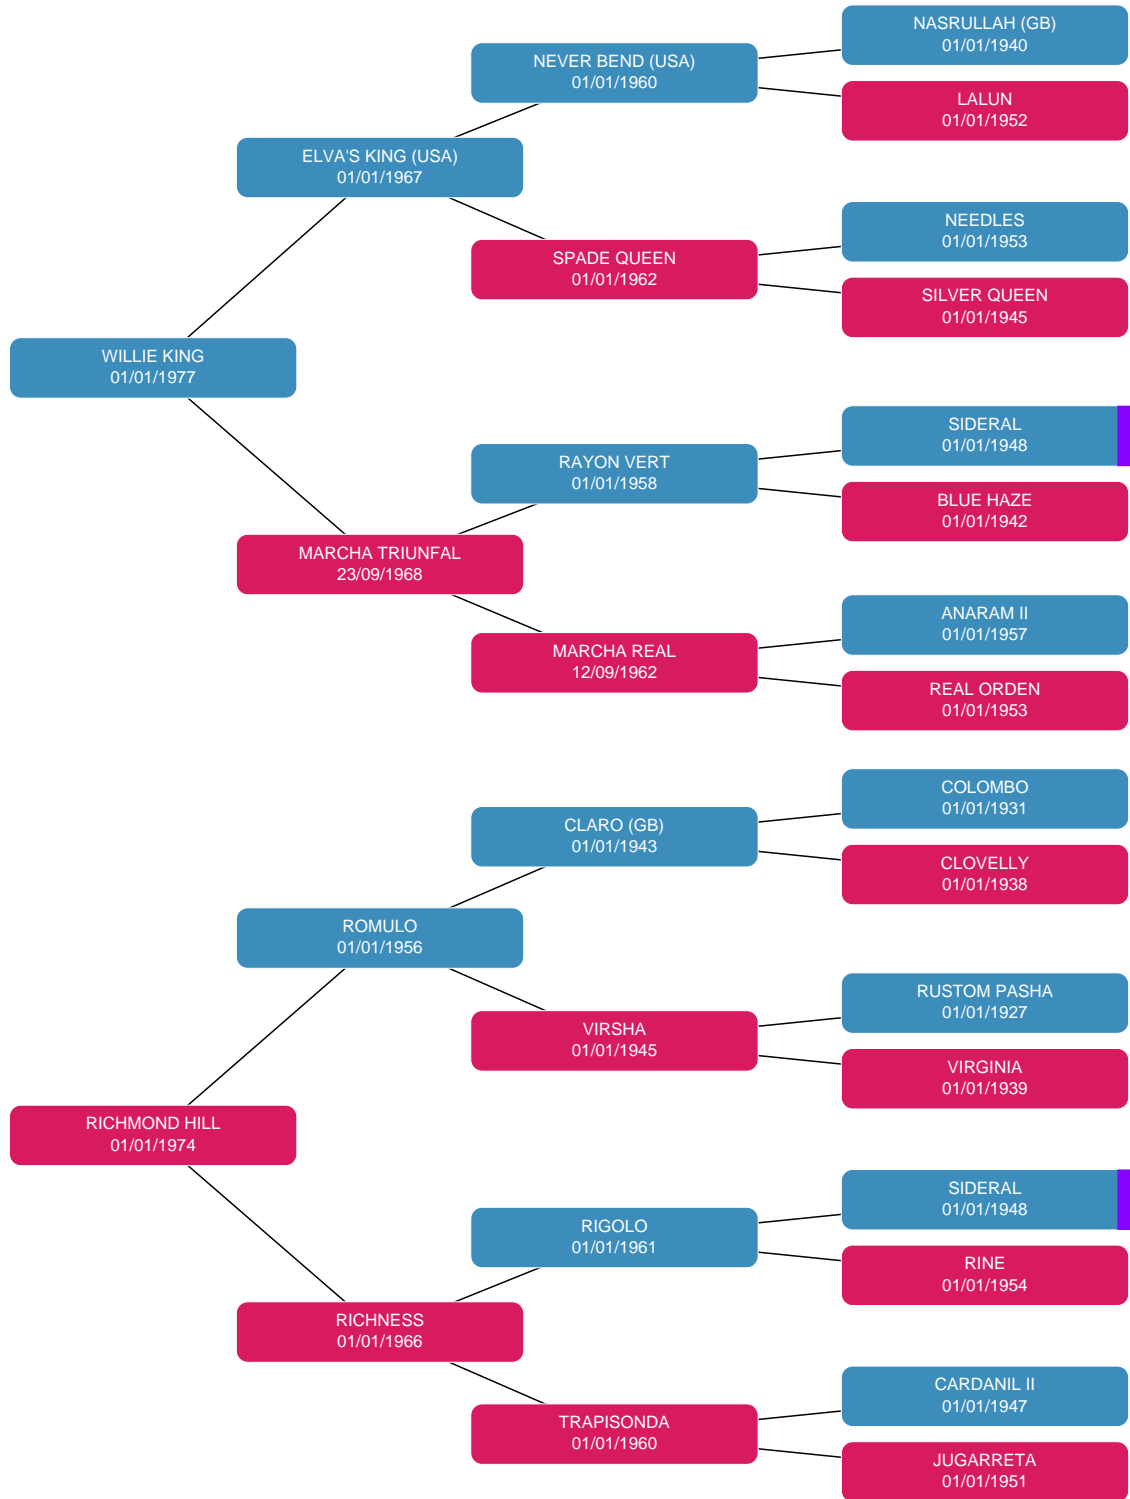 NASRULLAH (GB)
01/01/1940
NEVER BEND (USA)
01/01/1960
LALUN
01/01/1952
ELVA'S KING (USA)
01/01/1967
NEEDLES
01/01/1953
SPADE QUEEN
01/01/1962
SILVER QUEEN
01/01/1945
WILLIE KING
01/01/1977
SIDERAL
01/01/1948
RAYON VERT
01/01/1958
BLUE HAZE
01/01/1942
MARCHA TRIUNFAL
23/09/1968
ANARAM II
01/01/1957
MARCHA REAL
12/09/1962
REAL ORDEN
01/01/1953
COLOMBO
01/01/1931
CLARO (GB)
01/01/1943
CLOVELLY
01/01/1938
ROMULO
01/01/1956
RUSTOM PASHA
01/01/1927
VIRSHA
01/01/1945
VIRGINIA
01/01/1939
RICHMOND HILL
01/01/1974
SIDERAL
01/01/1948
RIGOLO
01/01/1961
RINE
01/01/1954
RICHNESS
01/01/1966
CARDANIL II
01/01/1947
TRAPISONDA
01/01/1960
JUGARRETA
01/01/1951